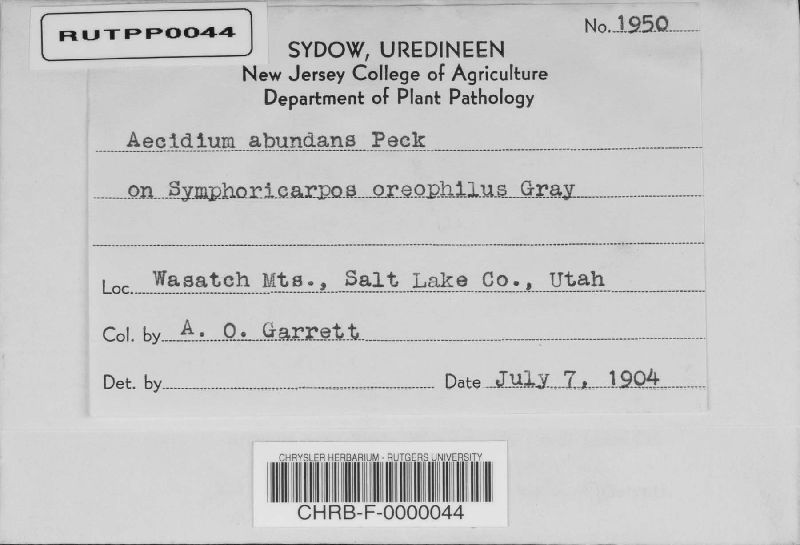 RUTPP0044
No. 1950
SYDOW, UREDINEEN
New Jersey College of Agriculture
Department of Plant Pathology
Aecidium abundans Peck
on Symphoricarpos oreophilus Gray
Loc. Wasatch Mts., Salt Lake Co., Utah
Col. by A. O. Garrett
Det. by Date July 7, 1904
CHRYSLER HERBARIUM - RUTGERS UNIVERSITY
CHRB-F-0000044